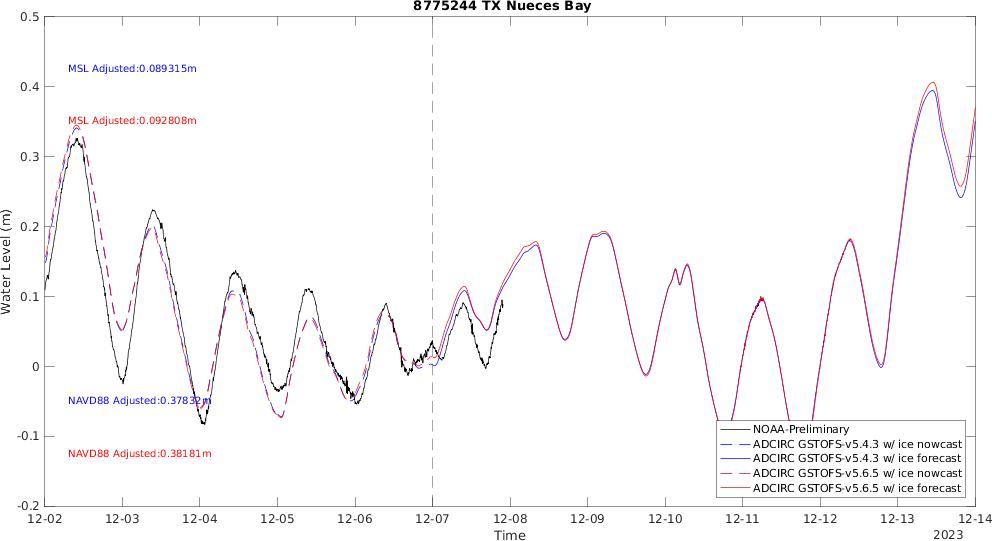 8775244 TX Nueces Bay
Water Level (m)
0.5
0.4
0.3
0.2
0.1
0
-0.1
-0.2
MSL Adjusted:0.089315m
MSL Adjusted:0.092808m
NAVD88 Adjusted:0.37832m
NAVD88 Adjusted:0.38181m
NOAA-Preliminary
ADCIRC GSTOFS-v5.4.3 w/ ice nowcast
ADCIRC GSTOFS-v5.4.3 w/ ice forecast
ADCIRC GSTOFS-v5.6.5 w/ ice nowcast
ADCIRC GSTOFS-v5.6.5 w/ ice forecast
12-02 12-03 12-04 12-05 12-06 12-07 12-08 12-09 12-10 12-11 12-12 12-13 12-14
Time
2023